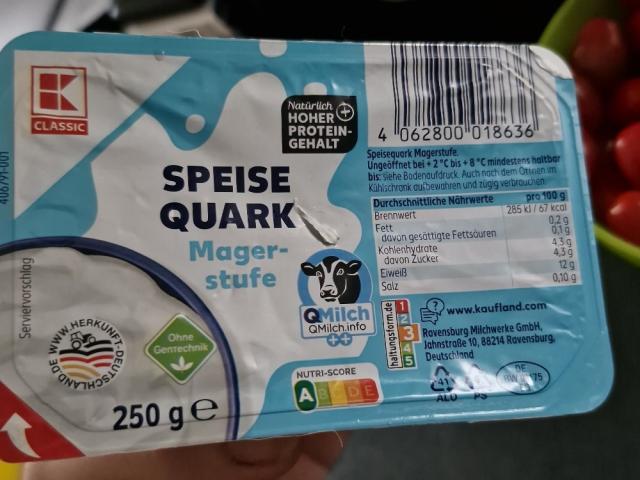 K
CLASSIC
406791-001
Natürlich +
HOHER
PROTEIN-
GEHALT
SPEISE
QUARK
Mager-
stufe
Serviervorschlag
WWW.HERKUNFT-DEUTSCHLAND.DE
Ohne
Gentechnik
250 g e
QMilch
QMilch.info
++
NUTRI-SCORE
A B C D E
4 062800 018636
Speisequark Magerstufe.
Ungeöffnet bei + 2 °C bis + 8 °C mindestens haltbar
bis: siehe Bodenaufdruck. Auch nach dem Öffnen im
Kühlschrank aufbewahren und zügig verbrauchen.
Durchschnittliche Nährwerte pro 100 g
Brennwert 285 kJ / 67 kcal
Fett 0,2 g
davon gesättigte Fettsäuren 0,1 g
Kohlenhydrate 4,3 g
davon Zucker 4,3 g
Eiweiß 12 g
Salz 0,10 g
haltungsform.de
1
2
3
4
5
www.kaufland.com
Ravensburg Milchwerke GmbH,
Jahnstraße 10, 88214 Ravensburg,
Deutschland
41
ALU
PS
DE